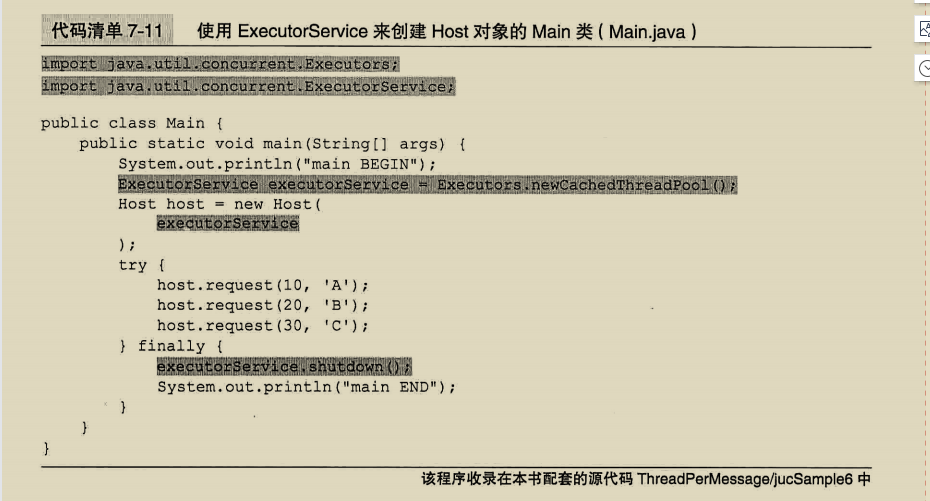 代码清单 7-11 使用 ExecutorService 来创建 Host 对象的 Main 类（Main.java）
import java.util.concurrent.Executors;
import java.util.concurrent.ExecutorService;
public class Main {
    public static void main(String[] args) {
        System.out.println("main BEGIN");
        ExecutorService executorService = Executors.newCachedThreadPool();
        Host host = new Host(
            executorService
        );
        try {
            host.request(10, 'A');
            host.request(20, 'B');
            host.request(30, 'C');
        } finally {
            executorService.shutdown();
            System.out.println("main END");
        }
    }
}
该程序收录在本书配套的源代码 ThreadPerMessage/jucSample6 中